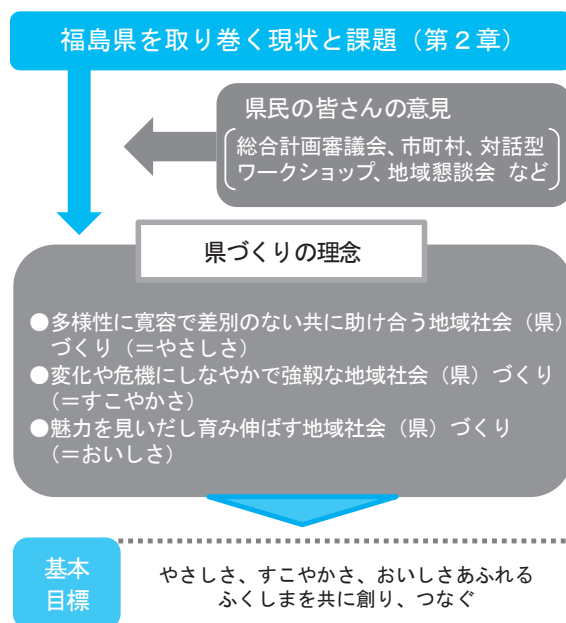 福島県を取り巻く現状と課題（第２章）
県民の皆さんの意見
総合計画審議会、市町村、対話型
ワークショップ、地域懇談会 など
県づくりの理念
●多様性に寛容で差別のない共に助け合う地域社会（県）
づくり（＝やさしさ）
●変化や危機にしなやかで強靱な地域社会（県）づくり
（＝すこやかさ）
●魅力を見いだし育み伸ばす地域社会（県）づくり
（＝おいしさ）
基本
目標
やさしさ、すこやかさ、おいしさあふれる
ふくしまを共に創り、つなぐ